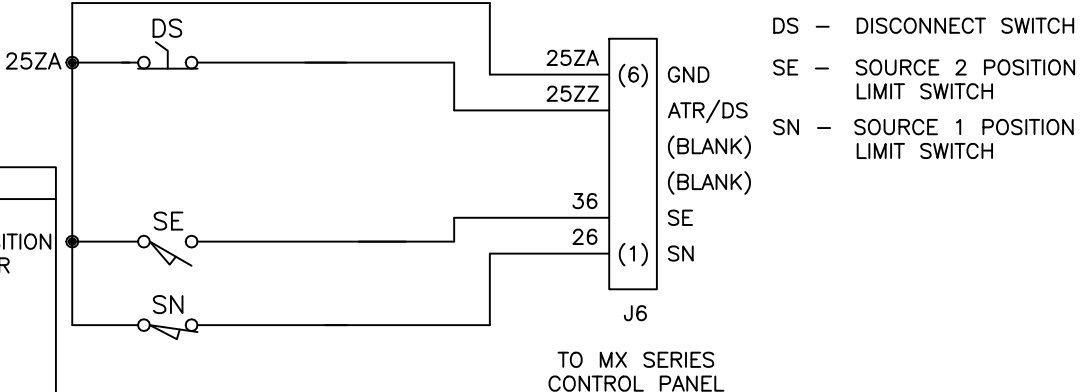 DS
25ZA
25ZA
25ZZ
(6)
GND
ATR/DS
(BLANK)
(BLANK)
36
SE
26
(1)
SN
J6
TO MX SERIES
CONTROL PANEL
SE
SN
DS – DISCONNECT SWITCH
SE – SOURCE 2 POSITION
LIMIT SWITCH
SN – SOURCE 1 POSITION
LIMIT SWITCH